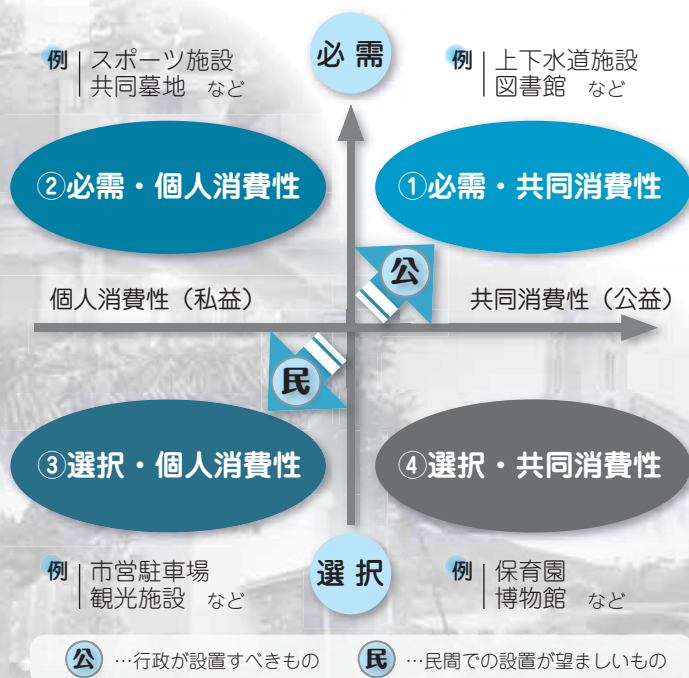 必需
例 スポーツ施設
共同墓地 など
例 上下水道施設
図書館 など
②必需・個人消費性
①必需・共同消費性
公
個人消費性（私益）
共同消費性（公益）
民
③選択・個人消費性
④選択・共同消費性
選択
例 市営駐車場
観光施設 など
例 保育園
博物館 など
公 …行政が設置すべきもの 民 …民間での設置が望ましいもの